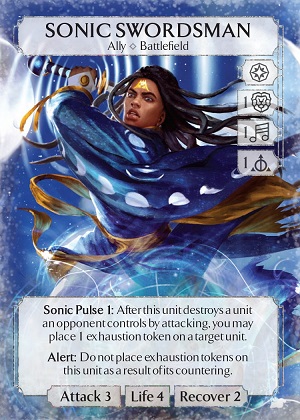 SONIC SWORDSMAN
Ally ◇ Battlefield
1
1
1
Sonic Pulse 1: After this unit destroys a unit
an opponent controls by attacking, you may
place 1 exhaustion token on a target unit.
Alert: Do not place exhaustion tokens on
this unit as a result of its countering.
Attack 3
Life 4
Recover 2